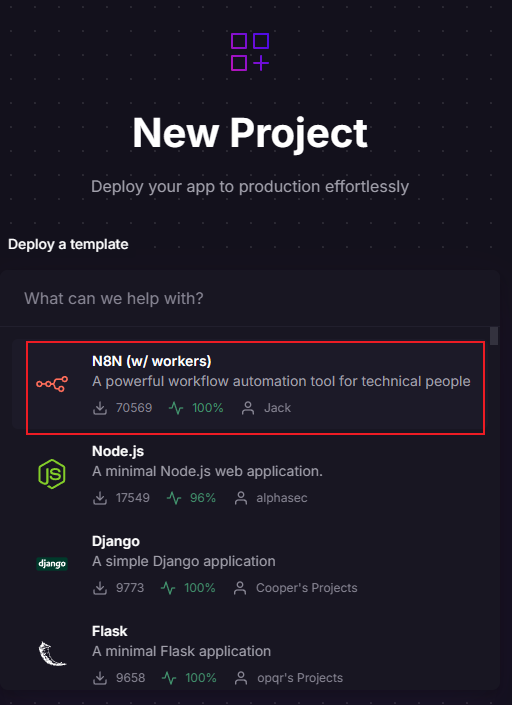 New Project
Deploy your app to production effortlessly
Deploy a template
What can we help with?
N8N (w/ workers)
A powerful workflow automation tool for technical people
70569 100% Jack
Node.js
A minimal Node.js web application.
17549 96% alphasec
JS
Django
A simple Django application
django
9773 100% Cooper's Projects
Flask
A minimal Flask application
9658 100% opqr's Projects